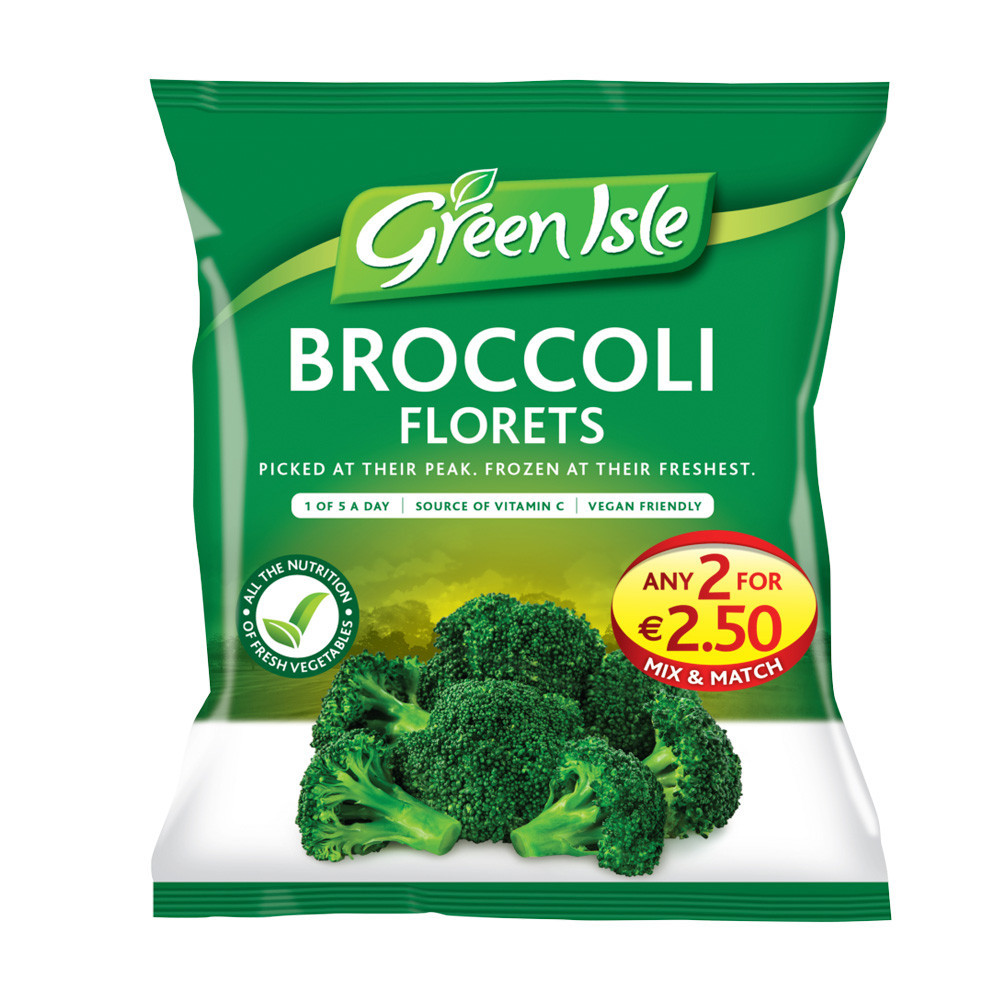 Green Isle
BROCCOLI
FLORETS
PICKED AT THEIR PEAK. FROZEN AT THEIR FRESHEST.
1 OF 5 A DAY | SOURCE OF VITAMIN C | VEGAN FRIENDLY
• ALL THE NUTRITION •
OF FRESH VEGETABLES
ANY 2 FOR
€2.50
MIX & MATCH